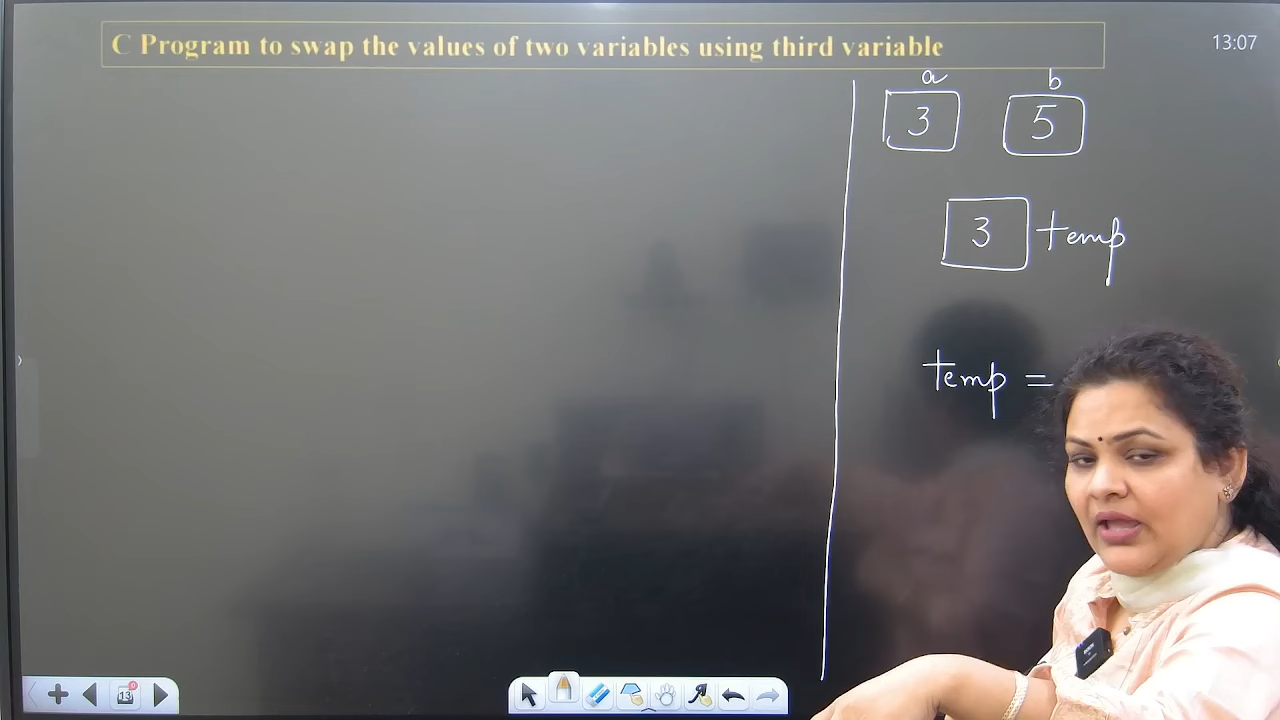 C Program to swap the values of two variables using third variable
13:07
a b
3 5
3 temp
temp =
13